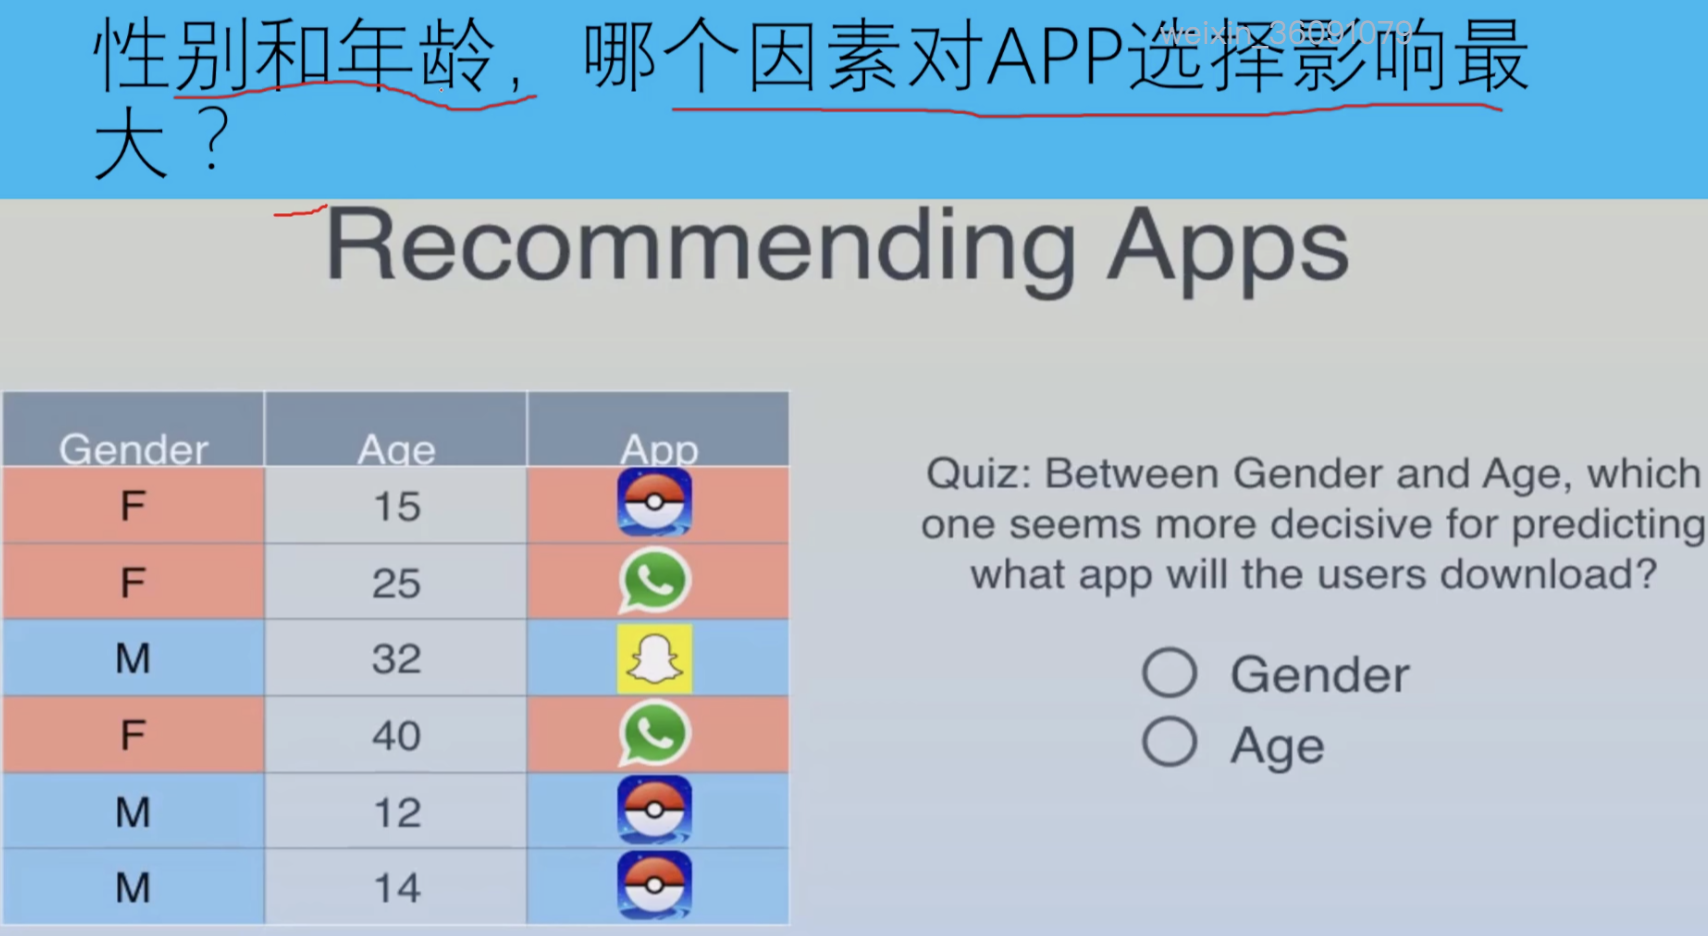 性别和年龄，哪个因素对APP选择影响最
大？
weixin_36091079
Recommending Apps
Gender Age App
F 15
F 25
M 32
F 40
M 12
M 14
Quiz: Between Gender and Age, which
one seems more decisive for predicting
what app will the users download?
Gender
Age